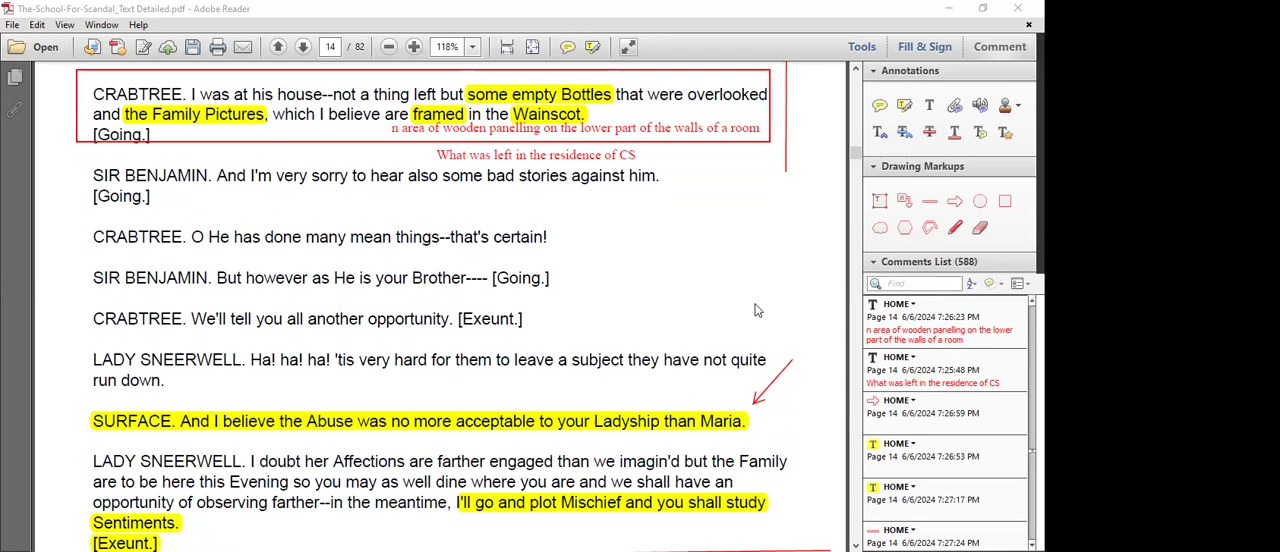 The-School-For-Scandal_Text Detailed.pdf - Adobe Reader
File Edit View Window Help
Open 14 / 82 118% Tools Fill & Sign Comment
CRABTREE. I was at his house--not a thing left but some empty Bottles that were overlooked
and the Family Pictures, which I believe are framed in the Wainscot.
n area of wooden panelling on the lower part of the walls of a room
[Going.]
What was left in the residence of CS
SIR BENJAMIN. And I'm very sorry to hear also some bad stories against him.
[Going.]
CRABTREE. O He has done many mean things--that's certain!
SIR BENJAMIN. But however as He is your Brother---- [Going.]
CRABTREE. We'll tell you all another opportunity. [Exeunt.]
LADY SNEERWELL. Ha! ha! ha! 'tis very hard for them to leave a subject they have not quite
run down.
SURFACE. And I believe the Abuse was no more acceptable to your Ladyship than Maria.
LADY SNEERWELL. I doubt her Affections are farther engaged than we imagin'd but the Family
are to be here this Evening so you may as well dine where you are and we shall have an
opportunity of observing farther--in the meantime, I'll go and plot Mischief and you shall study
Sentiments.
[Exeunt.]
Annotations
Drawing Markups
Comments List (588)
Find
HOME
Page 14 6/6/2024 7:26:23 PM
n area of wooden panelling on the lower
part of the walls of a room
HOME
Page 14 6/6/2024 7:25:48 PM
What was left in the residence of CS
HOME
Page 14 6/6/2024 7:26:59 PM
HOME
Page 14 6/6/2024 7:26:53 PM
HOME
Page 14 6/6/2024 7:27:17 PM
HOME
Page 14 6/6/2024 7:27:24 PM